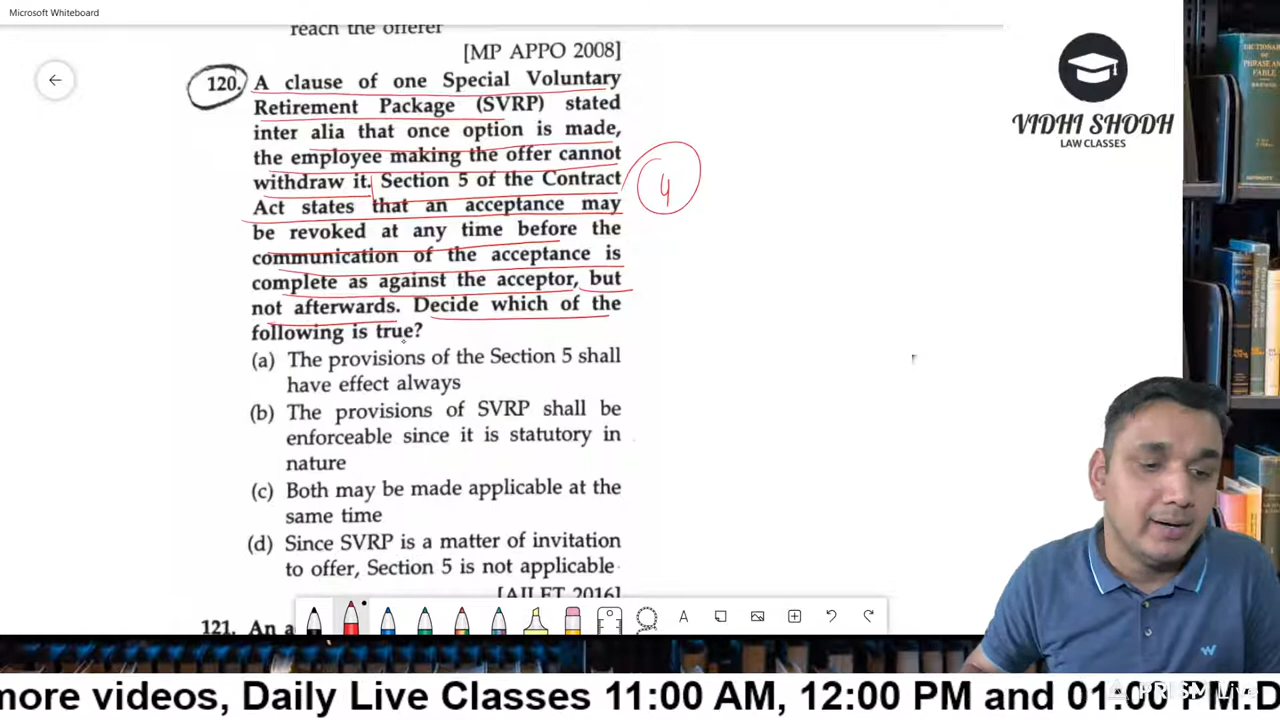 Microsoft Whiteboard
reach the offerer
[MP APPO 2008]
120. A clause of one Special Voluntary
Retirement Package (SVRP) stated
inter alia that once option is made,
the employee making the offer cannot
withdraw it. Section 5 of the Contract
Act states that an acceptance may
be revoked at any time before the
communication of the acceptance is
complete as against the acceptor, but
not afterwards. Decide which of the
following is true?
(a) The provisions of the Section 5 shall
have effect always
(b) The provisions of SVRP shall be
enforceable since it is statutory in
nature
(c) Both may be made applicable at the
same time
(d) Since SVRP is a matter of invitation
to offer, Section 5 is not applicable
[AILET 2016]
121. An a
4
VIDHI SHODH
LAW CLASSES
DICTIONARY
OF
PHRASE AND
FABLE
A
W
PRISM Live
more videos, Daily Live Classes 11:00 AM, 12:00 PM and 01:00 PM:D